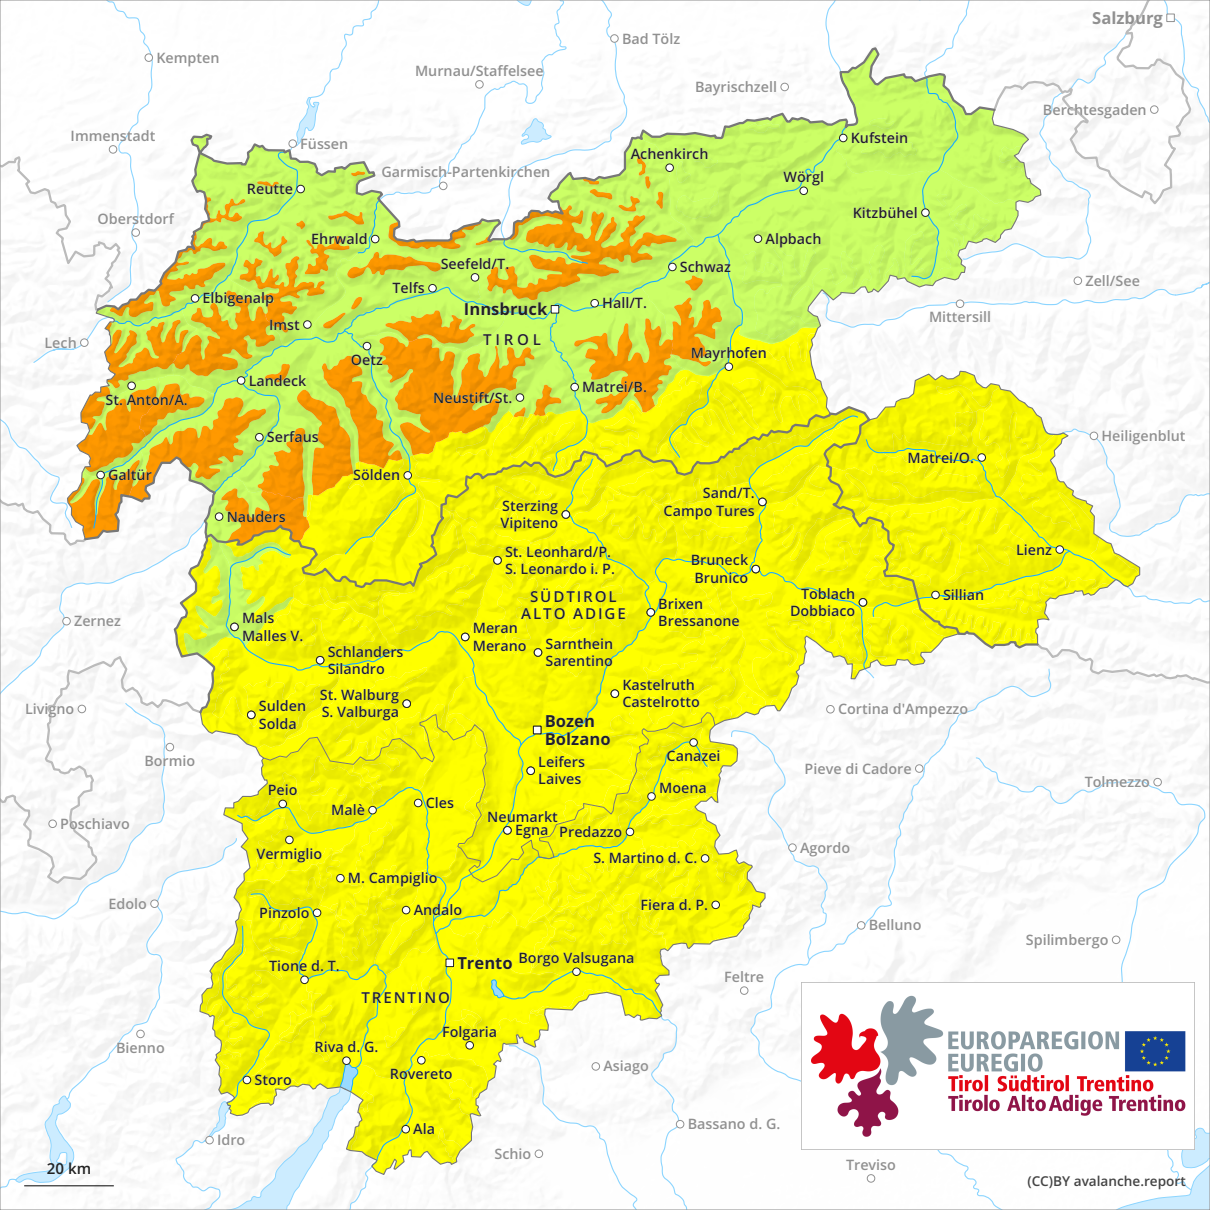 Salzburg
Bad Tölz
Kempten
Murnau/Staffelsee
Bayrischzell
Berchtesgaden
Immenstadt
Füssen
Kufstein
Achenkirch
Garmisch-Partenkirchen
Wörgl
Reutte
Oberstdorf
Kitzbühel
Ehrwald
Alpbach
Seefeld/T.
Schwaz
Zell/See
Telfs
Elbigenalp
Hall/T.
Innsbruck
Mittersill
Imst
TIROL
Lech
Mayrhofen
Oetz
Landeck
Matrei/B.
St. Anton/A.
Neustift/St.
Serfaus
Heiligenblut
Matrei/O.
Galtür
Sölden
Sand/T.
Campo Tures
Sterzing
Vipiteno
Nauders
Lienz
St. Leonhard/P.
S. Leonardo i. P.
Bruneck
Brunico
SÜDTIROL
ALTO ADIGE
Toblach
Dobbiaco
Sillian
Brixen
Bressanone
Zernez
Mals
Malles V.
Meran
Merano
Sarnthein
Sarentino
Schlanders
Silandro
Kastelruth
Castelrotto
St. Walburg
S. Valburga
Sulden
Solda
Livigno
Cortina d'Ampezzo
Bozen
Bolzano
Bormio
Canazei
Leifers
Laives
Pieve di Cadore
Tolmezzo
Peio
Moena
Malè
Cles
Neumarkt
Egna
Predazzo
Poschiavo
Vermiglio
Agordo
S. Martino d. C.
M. Campiglio
Edolo
Pinzolo
Andalo
Fiera d. P.
Belluno
Spilimbergo
Trento
Borgo Valsugana
Tione d. T.
Feltre
TRENTINO
Folgaria
Bienno
Riva d. G.
Rovereto
Asiago
Storo
EUROPAREGION
EUREGIO
Tirol Südtirol Trentino
Tirolo Alto Adige Trentino
Ala
Bassano d. G.
Idro
Schio
Treviso
20 km
(CC)BY avalanche.report